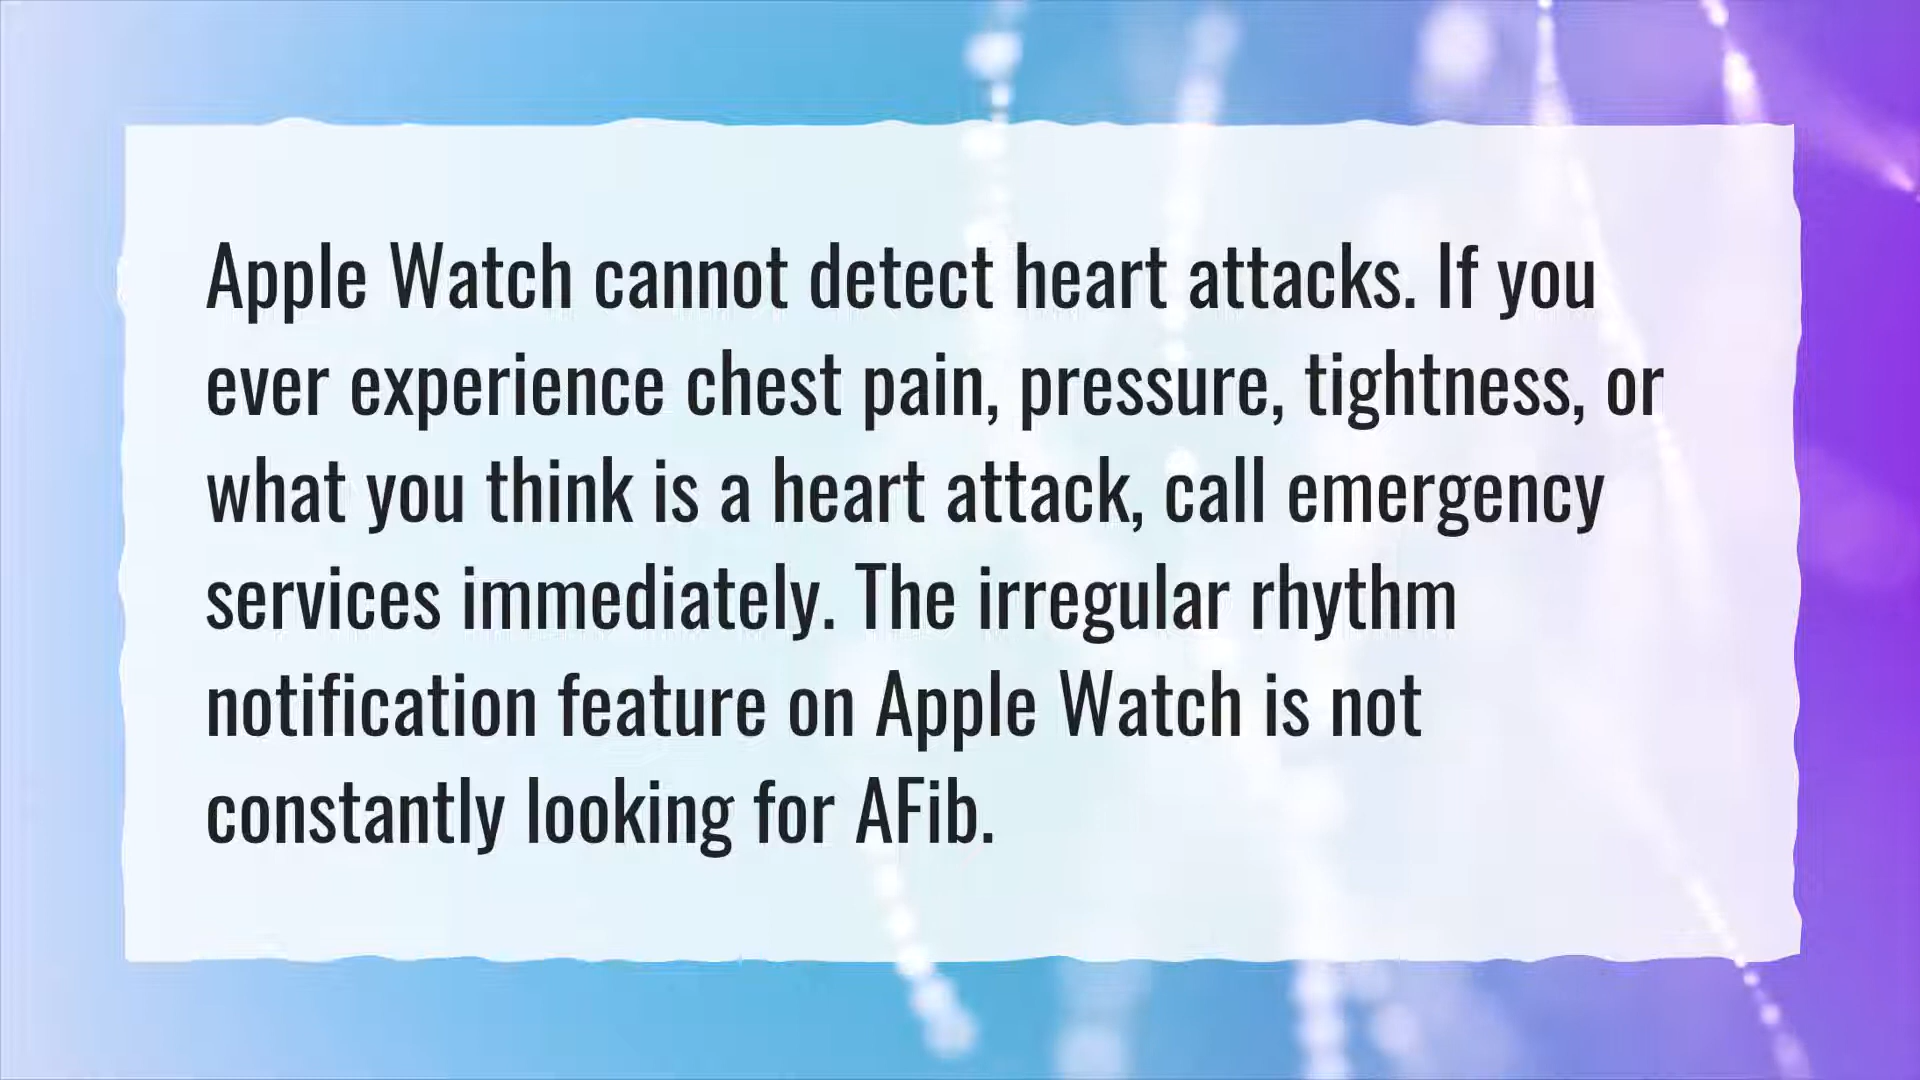 Apple Watch cannot detect heart attacks. If you
ever experience chest pain, pressure, tightness, or
what you think is a heart attack, call emergency
services immediately. The irregular rhythm
notification feature on Apple Watch is not
constantly looking for AFib.